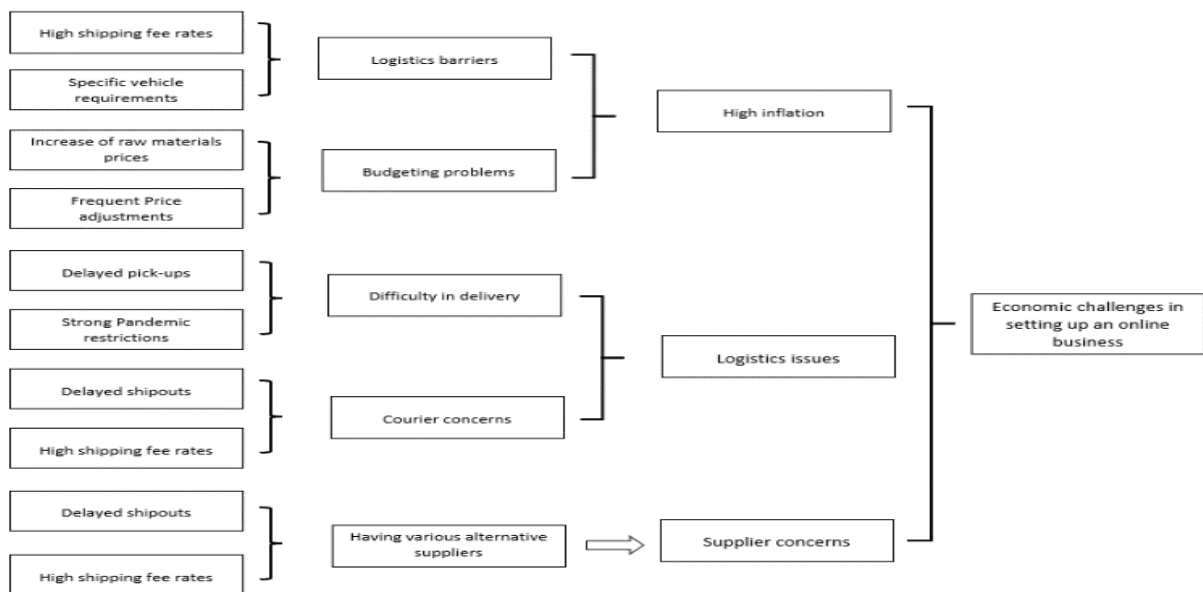 High shipping fee rates
Specific vehicle
requirements
Increase of raw materials
prices
Frequent Price
adjustments
Delayed pick-ups
Strong Pandemic
restrictions
Delayed shipouts
High shipping fee rates
Delayed shipouts
High shipping fee rates
Logistics barriers
Budgeting problems
Difficulty in delivery
Courier concerns
Having various alternative
suppliers
High inflation
Logistics issues
Supplier concerns
Economic challenges in
setting up an online
business